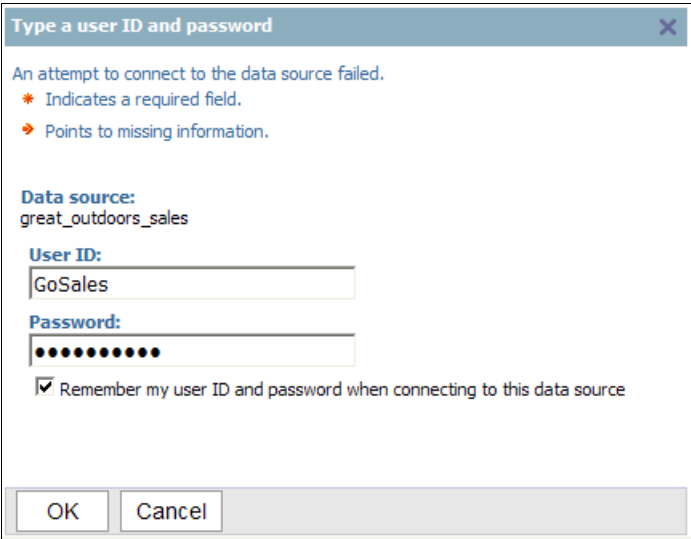 Type a user ID and password
An attempt to connect to the data source failed.
Indicates a required field.
Points to missing information.
Data source:
great_outdoors_sales
User ID:
GoSales
Password:
●●●●●●●●●●
Remember my user ID and password when connecting to this data source
OK Cancel